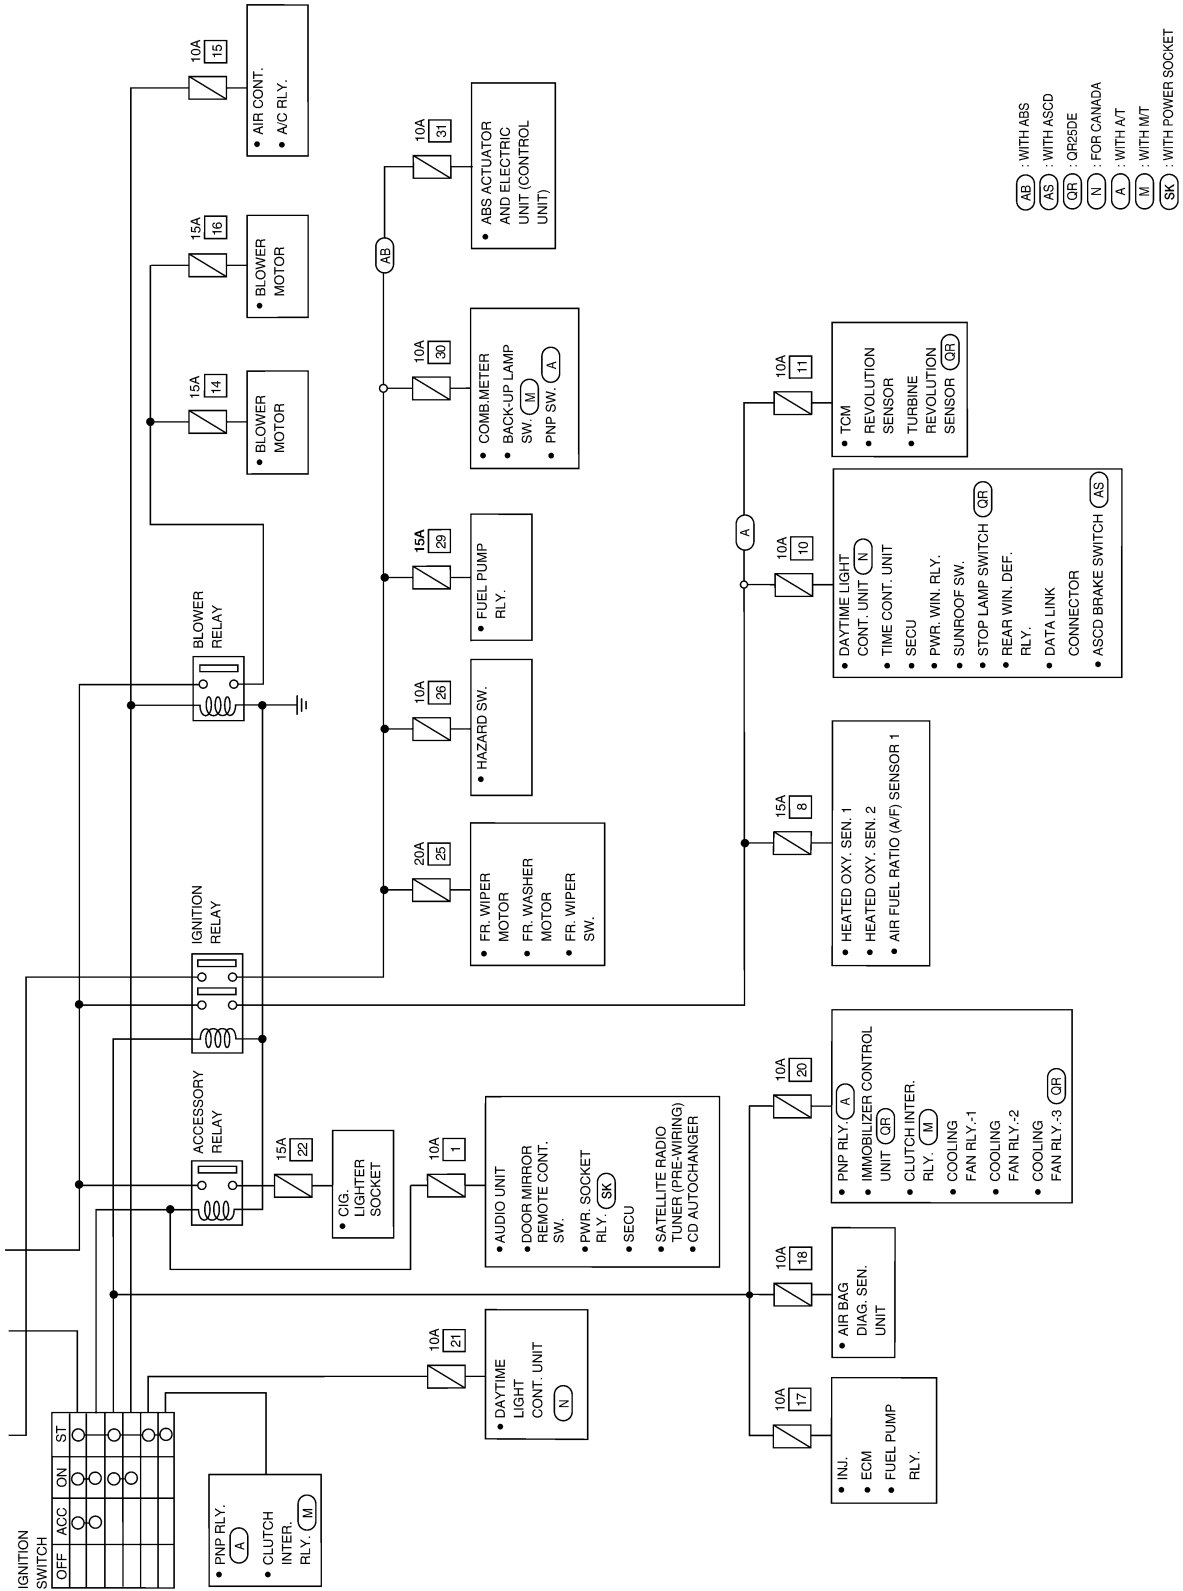 IGNITION
SWITCH
OFF
ACC
ON
ST
• PNP RLY.
A
• CLUTCH
INTER.
RLY. M
10A
21
• DAYTIME
LIGHT
CONT. UNIT
N
ACCESSORY
RELAY
15A
22
• CIG.
LIGHTER
SOCKET
10A
1
• AUDIO UNIT
• DOOR MIRROR
REMOTE CONT.
SW.
• PWR. SOCKET
RLY. SK
• SECU
• SATELLITE RADIO
TUNER (PRE-WIRING)
• CD AUTOCHANGER
IGNITION
RELAY
BLOWER
RELAY
15A
14
• BLOWER
MOTOR
15A
16
• BLOWER
MOTOR
10A
15
• AIR CONT.
• A/C RLY.
20A
25
• FR. WIPER
MOTOR
• FR. WASHER
MOTOR
• FR. WIPER
SW.
10A
26
• HAZARD SW.
15A
29
• FUEL PUMP
RLY.
10A
30
• COMB.METER
• BACK-UP LAMP
SW. M
• PNP SW. A
AB
10A
31
• ABS ACTUATOR
AND ELECTRIC
UNIT (CONTROL
UNIT)
10A
17
• INJ.
• ECM
• FUEL PUMP
RLY.
10A
18
• AIR BAG
DIAG. SEN.
UNIT
10A
20
• PNP RLY. A
• IMMOBILIZER CONTROL
UNIT QR
• CLUTCH INTER.
RLY. M
• COOLING
FAN RLY.-1
• COOLING
FAN RLY.-2
• COOLING
FAN RLY.-3 QR
15A
8
• HEATED OXY. SEN. 1
• HEATED OXY. SEN. 2
• AIR FUEL RATIO (A/F) SENSOR 1
A
10A
10
• DAYTIME LIGHT
CONT. UNIT N
• TIME CONT. UNIT
• SECU
• PWR. WIN. RLY.
• SUNROOF SW.
• STOP LAMP SWITCH QR
• REAR WIN. DEF.
RLY.
• DATA LINK
CONNECTOR
• ASCD BRAKE SWITCH AS
10A
11
• TCM
• REVOLUTION
SENSOR
• TURBINE
REVOLUTION
SENSOR QR
AB : WITH ABS
AS : WITH ASCD
QR : QR25DE
N : FOR CANADA
A : WITH A/T
M : WITH M/T
SK : WITH POWER SOCKET